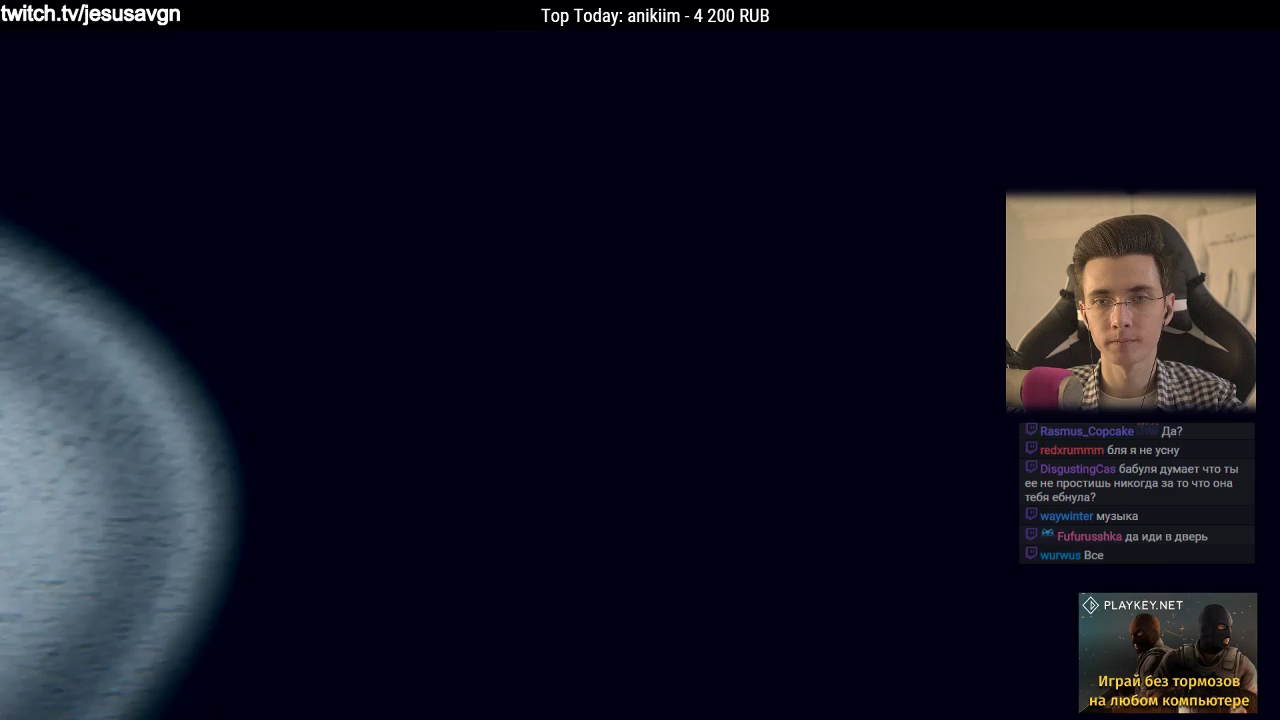 twitch.tv/jesusavgn
Top Today: anikiim - 4 200 RUB
Rasmus_Copcake Да?
redxrummm бля я не усну
DisgustingCas бабуля думает что ты
ее не простишь никогда за то что она
тебя ебнула?
waywinter музыка
Fufurusshka да иди в дверь
wurwus Все
PLAYKEY.NET
Играй без тормозов
на любом компьютере